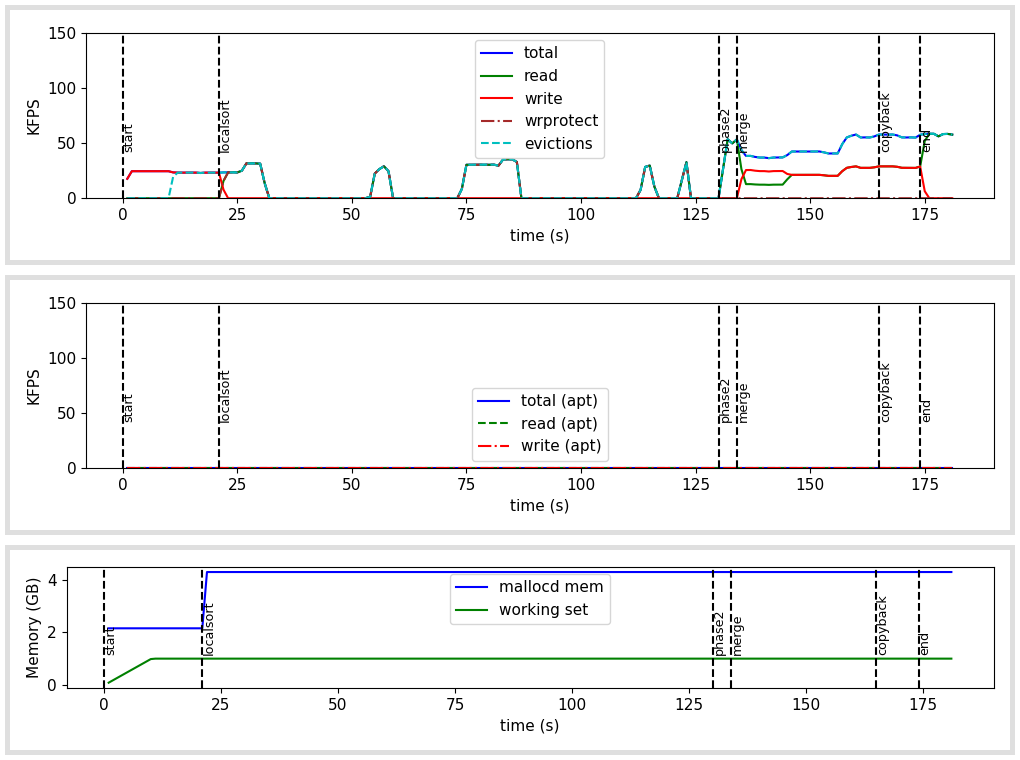 150
100
50
0
KFPS
total
read
write
wrprotect
evictions
start
localsort
phase2
merge
copyback
end
0 25 50 75 100 125 150 175
time (s)
150
100
50
0
KFPS
total (apt)
read (apt)
write (apt)
start
localsort
phase2
merge
copyback
end
0 25 50 75 100 125 150 175
time (s)
4
2
0
Memory (GB)
mallocd mem
working set
start
localsort
phase2
merge
copyback
end
0 25 50 75 100 125 150 175
time (s)